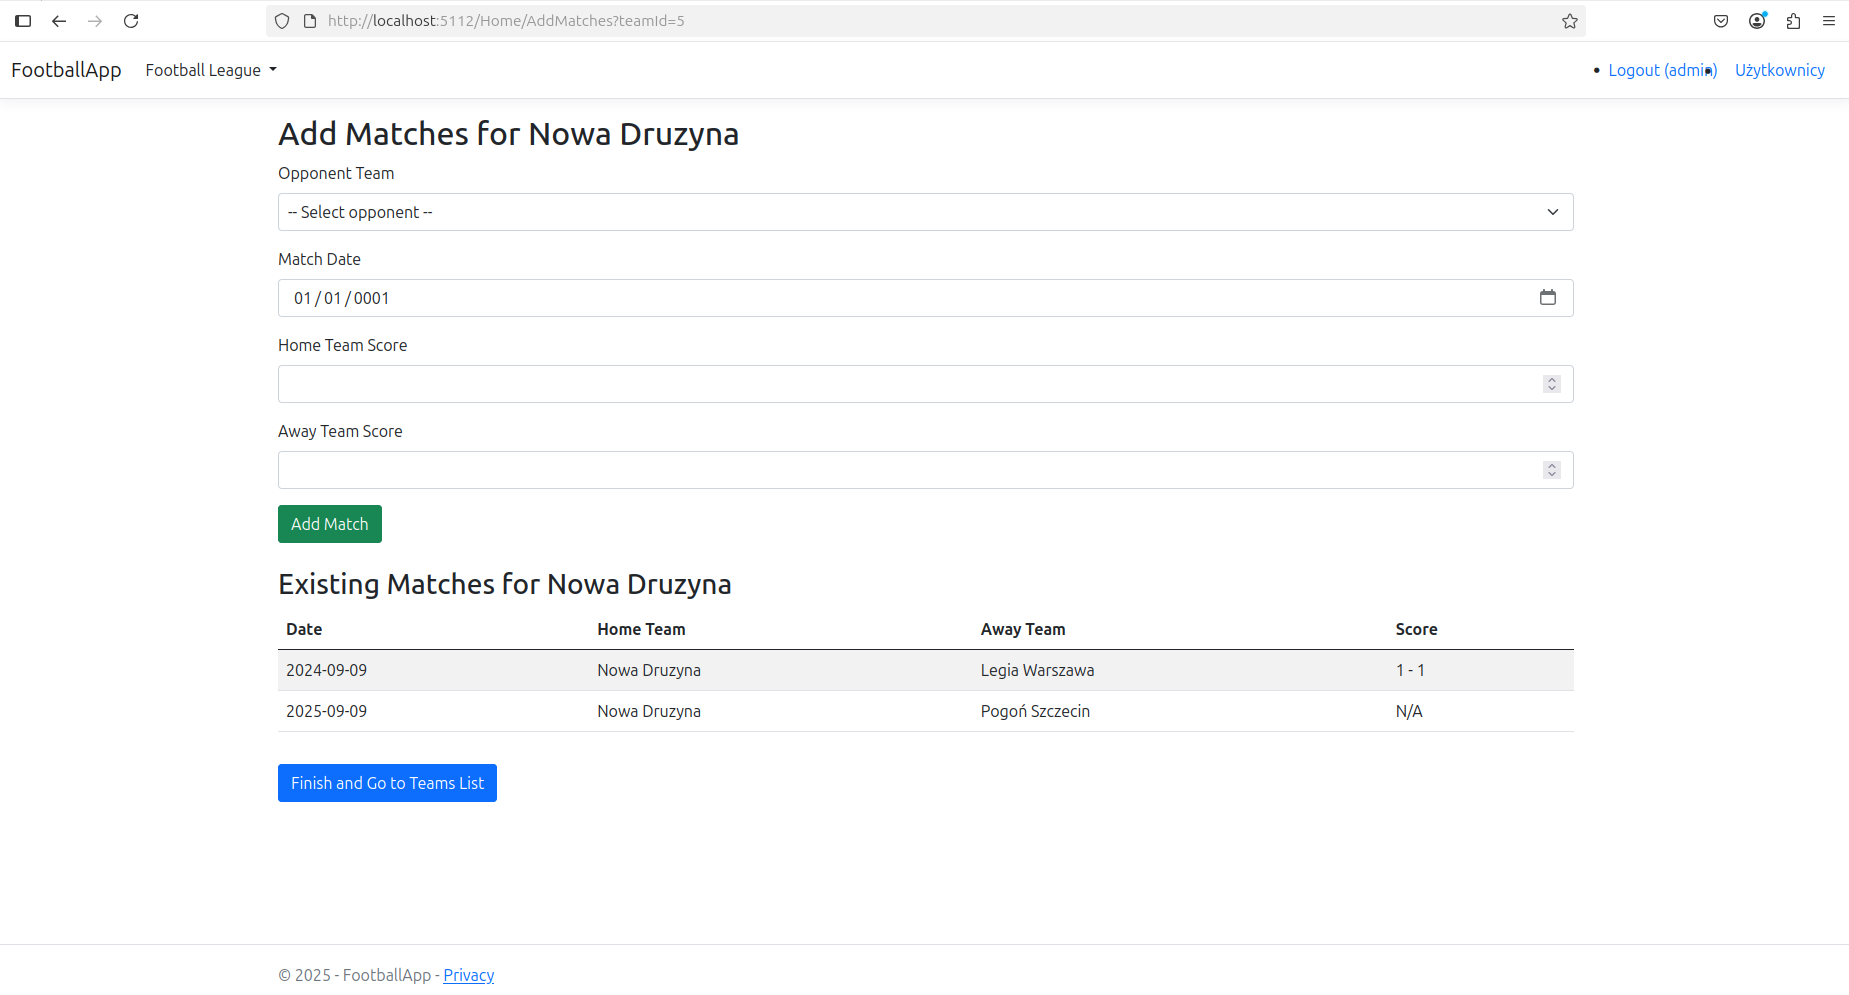 http://localhost:5112/Home/AddMatches?teamId=5
FootballApp Football League • Logout (admin) • Użytkownicy
Add Matches for Nowa Druzyna
Opponent Team
-- Select opponent --
Match Date
01 / 01 / 0001
Home Team Score
Away Team Score
Add Match
Existing Matches for Nowa Druzyna
Date Home Team Away Team Score
2024-09-09 Nowa Druzyna Legia Warszawa 1 - 1
2025-09-09 Nowa Druzyna Pogoń Szczecin N/A
Finish and Go to Teams List
© 2025 - FootballApp - Privacy